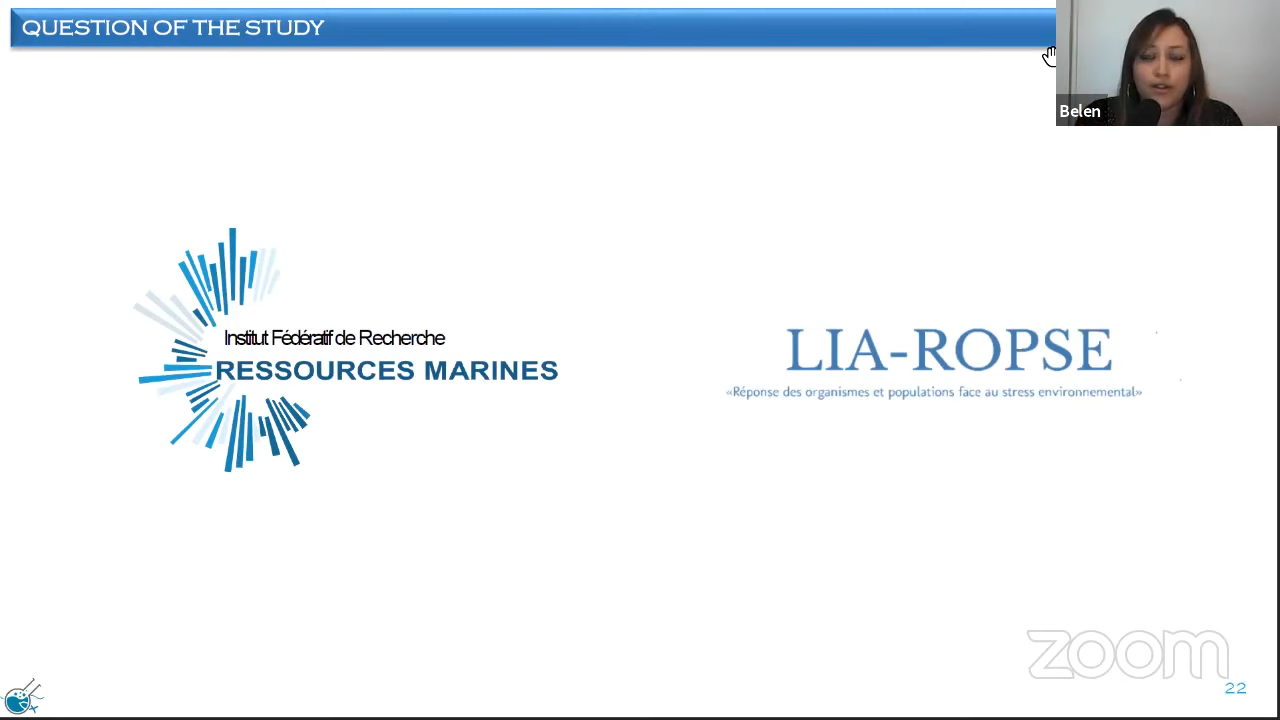 QUESTION OF THE STUDY
Belen
Institut Fédératif de Recherche
RESSOURCES MARINES
LIA-ROPSE
«Réponse des organismes et populations face au stress environnemental»
zoom
22